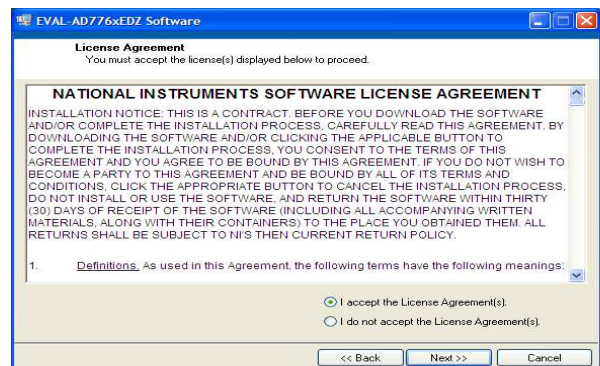 EVAL-AD776xEDZ Software
License Agreement
You must accept the license(s) displayed below to proceed.
NATIONAL INSTRUMENTS SOFTWARE LICENSE AGREEMENT
INSTALLATION NOTICE: THIS IS A CONTRACT. BEFORE YOU DOWNLOAD THE SOFTWARE
AND/OR COMPLETE THE INSTALLATION PROCESS, CAREFULLY READ THIS AGREEMENT. BY
DOWNLOADING THE SOFTWARE AND/OR CLICKING THE APPLICABLE BUTTON TO
COMPLETE THE INSTALLATION PROCESS, YOU CONSENT TO THE TERMS OF THIS
AGREEMENT AND YOU AGREE TO BE BOUND BY THIS AGREEMENT. IF YOU DO NOT WISH TO
BECOME A PARTY TO THIS AGREEMENT AND BE BOUND BY ALL OF ITS TERMS AND
CONDITIONS, CLICK THE APPROPRIATE BUTTON TO CANCEL THE INSTALLATION PROCESS,
DO NOT INSTALL OR USE THE SOFTWARE, AND RETURN THE SOFTWARE WITHIN THIRTY
(30) DAYS OF RECEIPT OF THE SOFTWARE (INCLUDING ALL ACCOMPANYING WRITTEN
MATERIALS, ALONG WITH THEIR CONTAINERS) TO THE PLACE YOU OBTAINED THEM. ALL
RETURNS SHALL BE SUBJECT TO NI'S THEN CURRENT RETURN POLICY.
1. Definitions. As used in this Agreement, the following terms have the following meanings:
I accept the License Agreement(s).
I do not accept the License Agreement(s).
<< Back Next >> Cancel